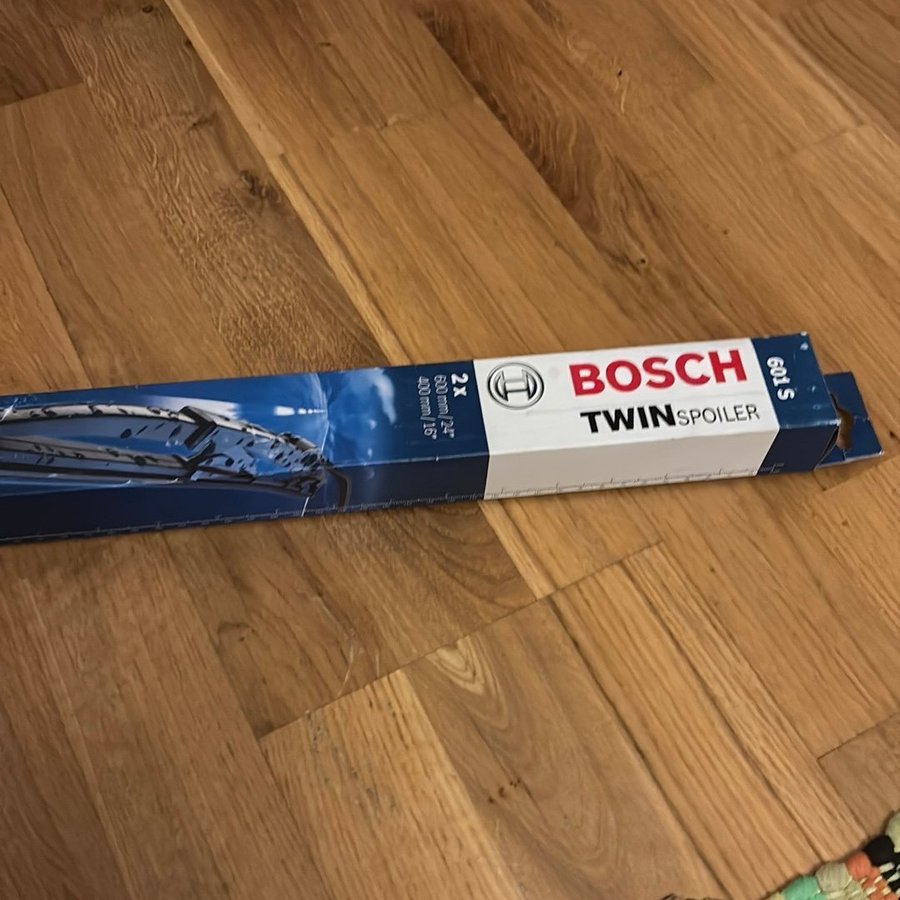 BOSCH
TWINSPOILER
601 S
2 x
600 mm / 24"
400 mm / 16"